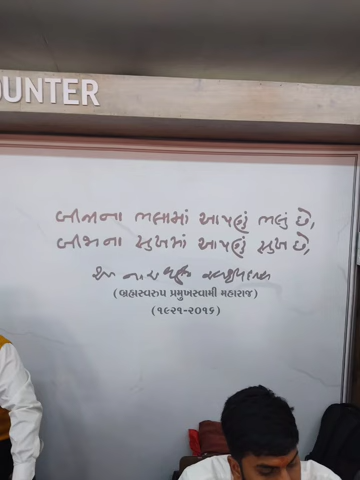 OUNTER
બીજાના ભલામાં આપણું ભલું છે,
બીજાના સુખમાં આપણું સુખ છે,
(બ્રહ્મસ્વરુપ પ્રમુખસ્વામી મહારાજ)
(૧૯૨૧-૨૦૧૬)